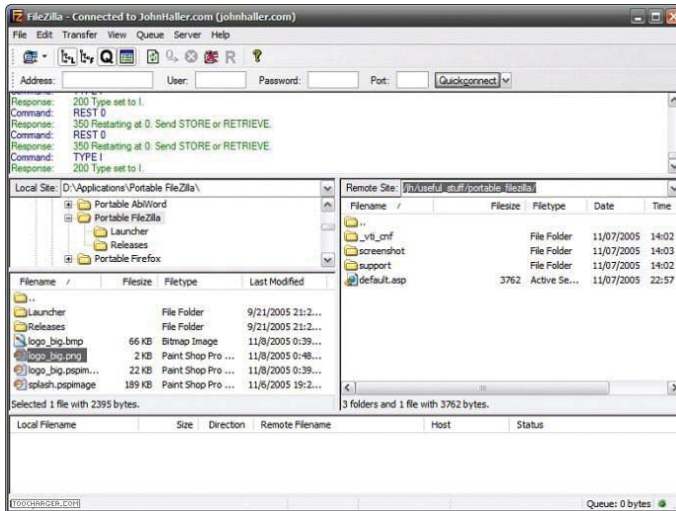 FileZilla - Connected to JohnHaller.com (johnhaller.com)
File Edit Transfer View Queue Server Help
Address: User: Password: Port: Quickconnect
Command: TYPE I
Response: 200 Type set to I.
Command: REST 0
Response: 350 Restarting at 0. Send STORE or RETRIEVE.
Command: REST 0
Response: 350 Restarting at 0. Send STORE or RETRIEVE.
Command: TYPE I
Response: 200 Type set to I.
Local Site: D:\Applications\Portable FileZilla\
Portable AbiWord
Portable FileZilla
Launcher
Releases
Portable Firefox
Filename / Filesize Filetype Last Modified
..
Launcher File Folder 9/21/2005 21:2...
Releases File Folder 9/21/2005 21:2...
logo_big.bmp 66 KB Bitmap Image 11/8/2005 0:39...
logo_big.png 2 KB Paint Shop Pro ... 11/8/2005 0:48...
logo_big.pspim... 22 KB Paint Shop Pro ... 11/8/2005 0:39...
splash.pspimage 189 KB Paint Shop Pro ... 11/6/2005 19:2...
Selected 1 file with 2395 bytes.
Remote Site: /jh/useful_stuff/portable_filezilla/
Filename / Filesize Filetype Date Time
..
_vti_cnf File Folder 11/07/2005 14:02
screenshot File Folder 11/07/2005 14:03
support File Folder 11/07/2005 14:02
default.asp 3762 Active Se... 11/07/2005 22:57
3 folders and 1 file with 3762 bytes.
Local Filename Size Direction Remote Filename Host Status
TOOCHARGER.COM
Queue: 0 bytes